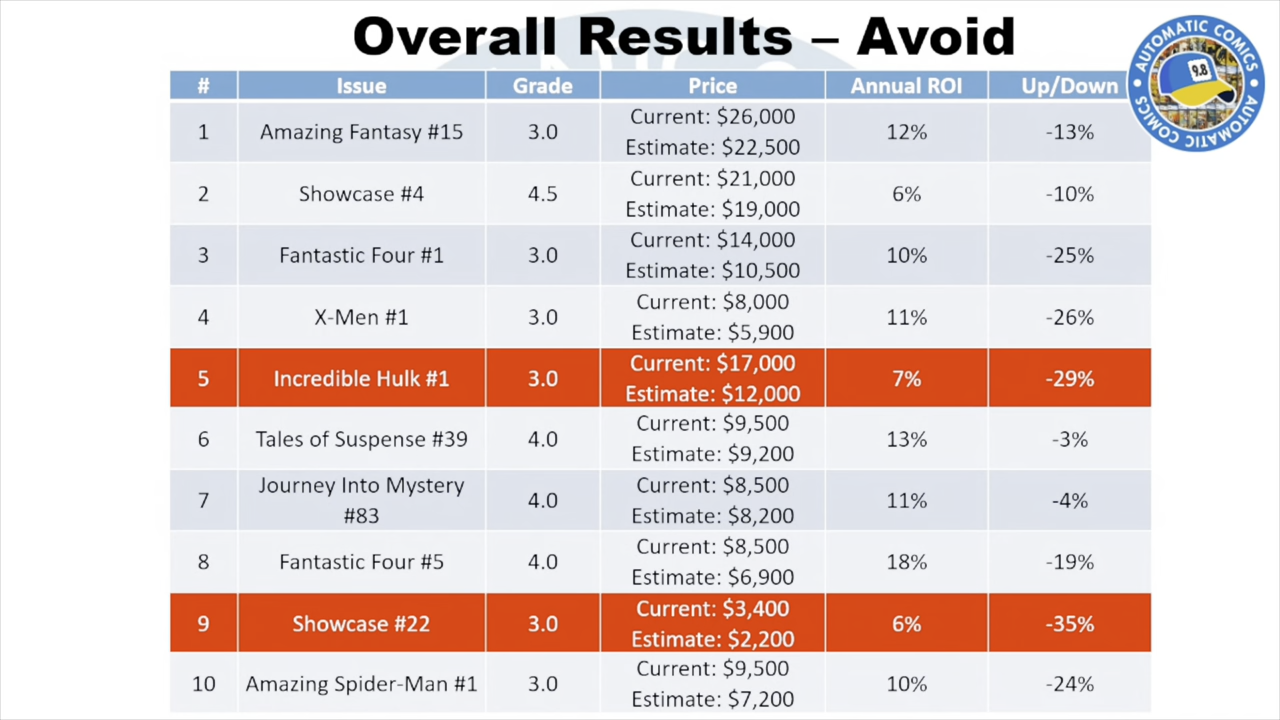 Overall Results – Avoid
AUTOMATIC COMICS
9.8
AUTOMATIC COMICS
# Issue Grade Price Annual ROI Up/Down
1 Amazing Fantasy #15 3.0 Current: $26,000 12% -13%
Estimate: $22,500
2 Showcase #4 4.5 Current: $21,000 6% -10%
Estimate: $19,000
3 Fantastic Four #1 3.0 Current: $14,000 10% -25%
Estimate: $10,500
4 X-Men #1 3.0 Current: $8,000 11% -26%
Estimate: $5,900
5 Incredible Hulk #1 3.0 Current: $17,000 7% -29%
Estimate: $12,000
6 Tales of Suspense #39 4.0 Current: $9,500 13% -3%
Estimate: $9,200
7 Journey Into Mystery 4.0 Current: $8,500 11% -4%
#83 Estimate: $8,200
8 Fantastic Four #5 4.0 Current: $8,500 18% -19%
Estimate: $6,900
9 Showcase #22 3.0 Current: $3,400 6% -35%
Estimate: $2,200
10 Amazing Spider-Man #1 3.0 Current: $9,500 10% -24%
Estimate: $7,200